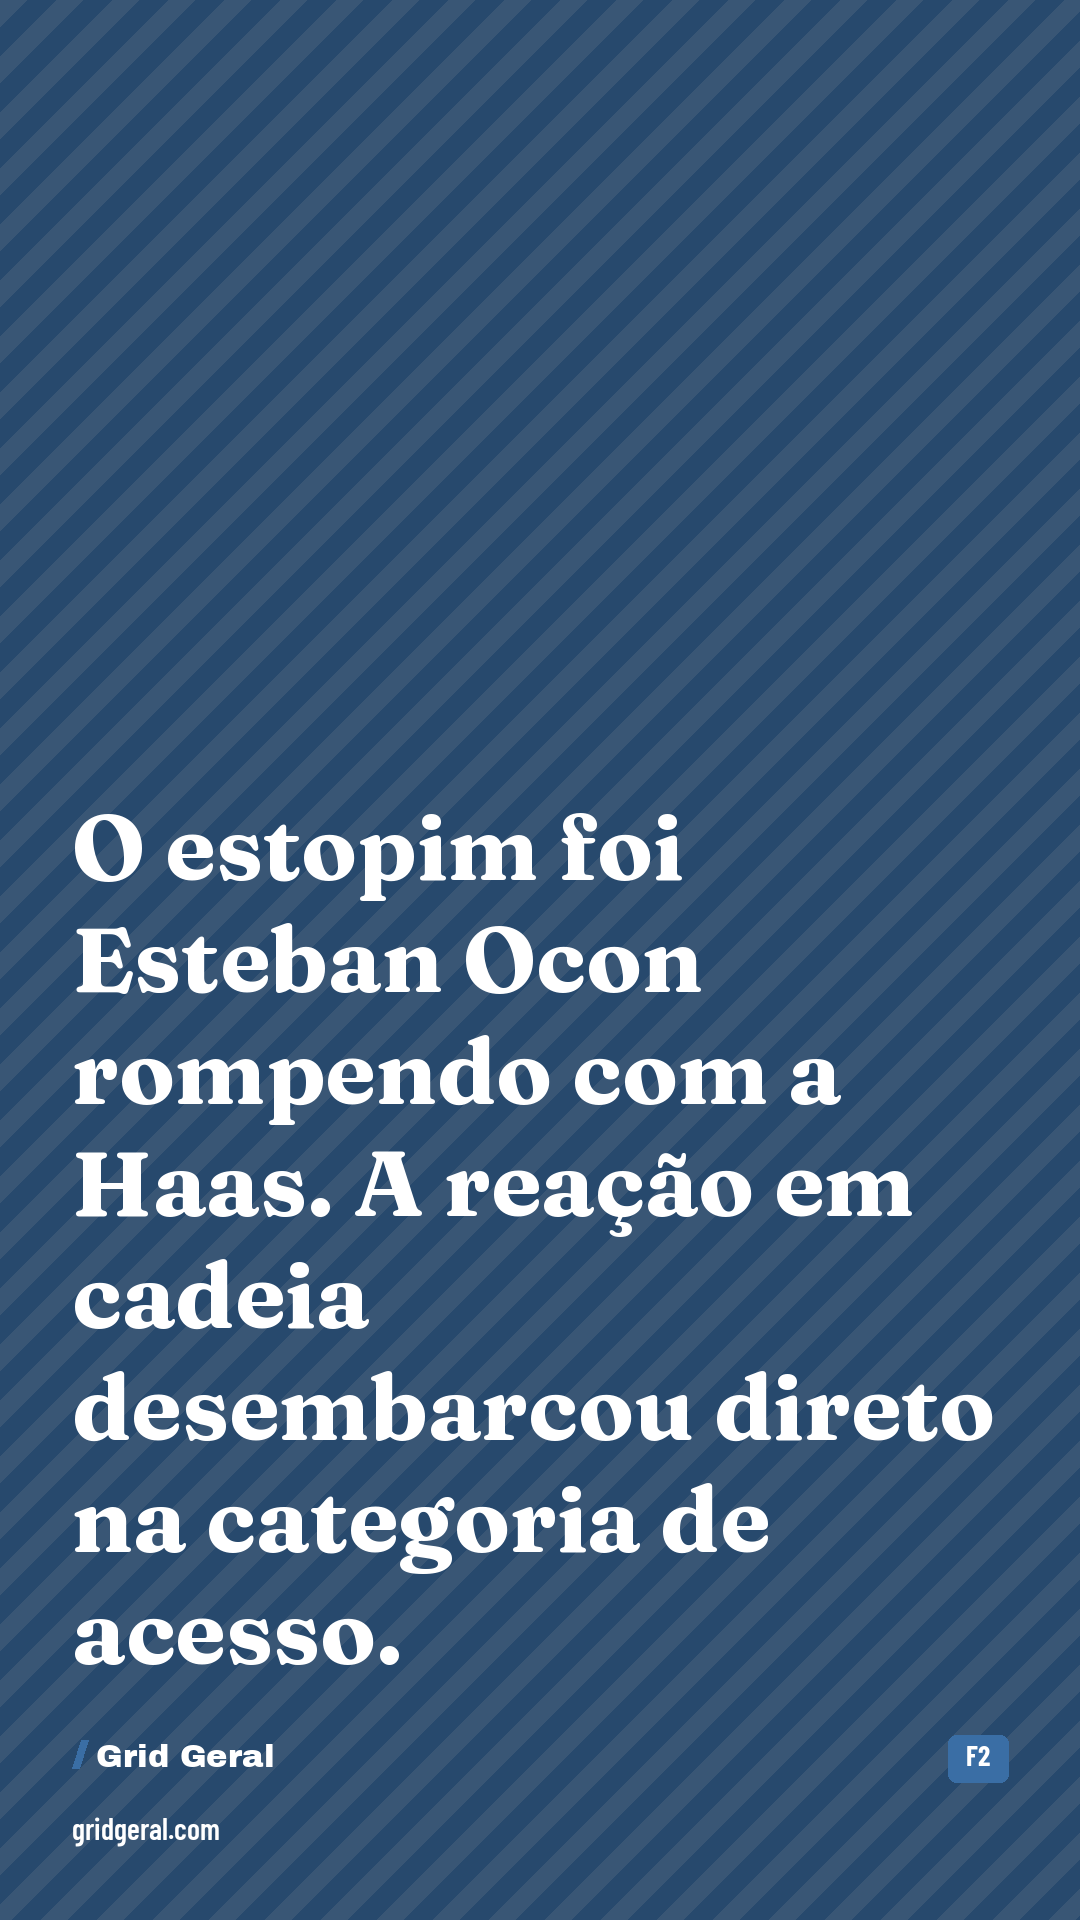 O estopim foi
Esteban Ocon
rompendo com a
Haas. A reação em
cadeia
desembarcou direto
na categoria de
acesso.
/ Grid Geral
F2
gridgeral.com